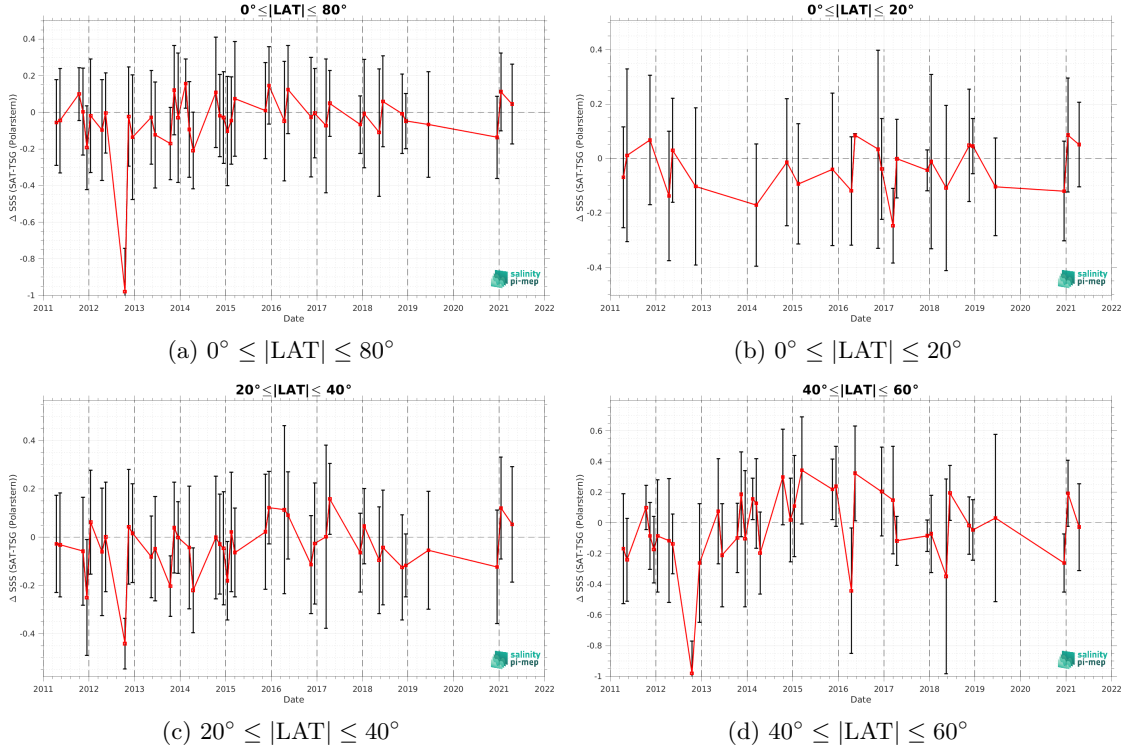 0°≤|LAT|≤ 80°
Δ SSS (SAT-TSG (Polarstern))
0.4
0.2
0
-0.2
-0.4
-0.6
-0.8
-1
2011 2012 2013 2014 2015 2016 2017 2018 2019 2020 2021 2022
Date
salinity
pi-mep
(a) 0° ≤ |LAT| ≤ 80°
0°≤|LAT|≤ 20°
Δ SSS (SAT-TSG (Polarstern))
0.4
0.2
0
-0.2
-0.4
2011 2012 2013 2014 2015 2016 2017 2018 2019 2020 2021 2022
Date
salinity
pi-mep
(b) 0° ≤ |LAT| ≤ 20°
20°≤|LAT|≤ 40°
Δ SSS (SAT-TSG (Polarstern))
0.4
0.2
0
-0.2
-0.4
2011 2012 2013 2014 2015 2016 2017 2018 2019 2020 2021 2022
Date
salinity
pi-mep
(c) 20° ≤ |LAT| ≤ 40°
40°≤|LAT|≤ 60°
Δ SSS (SAT-TSG (Polarstern))
0.6
0.4
0.2
0
-0.2
-0.4
-0.6
-0.8
-1
2011 2012 2013 2014 2015 2016 2017 2018 2019 2020 2021 2022
Date
salinity
pi-mep
(d) 40° ≤ |LAT| ≤ 60°